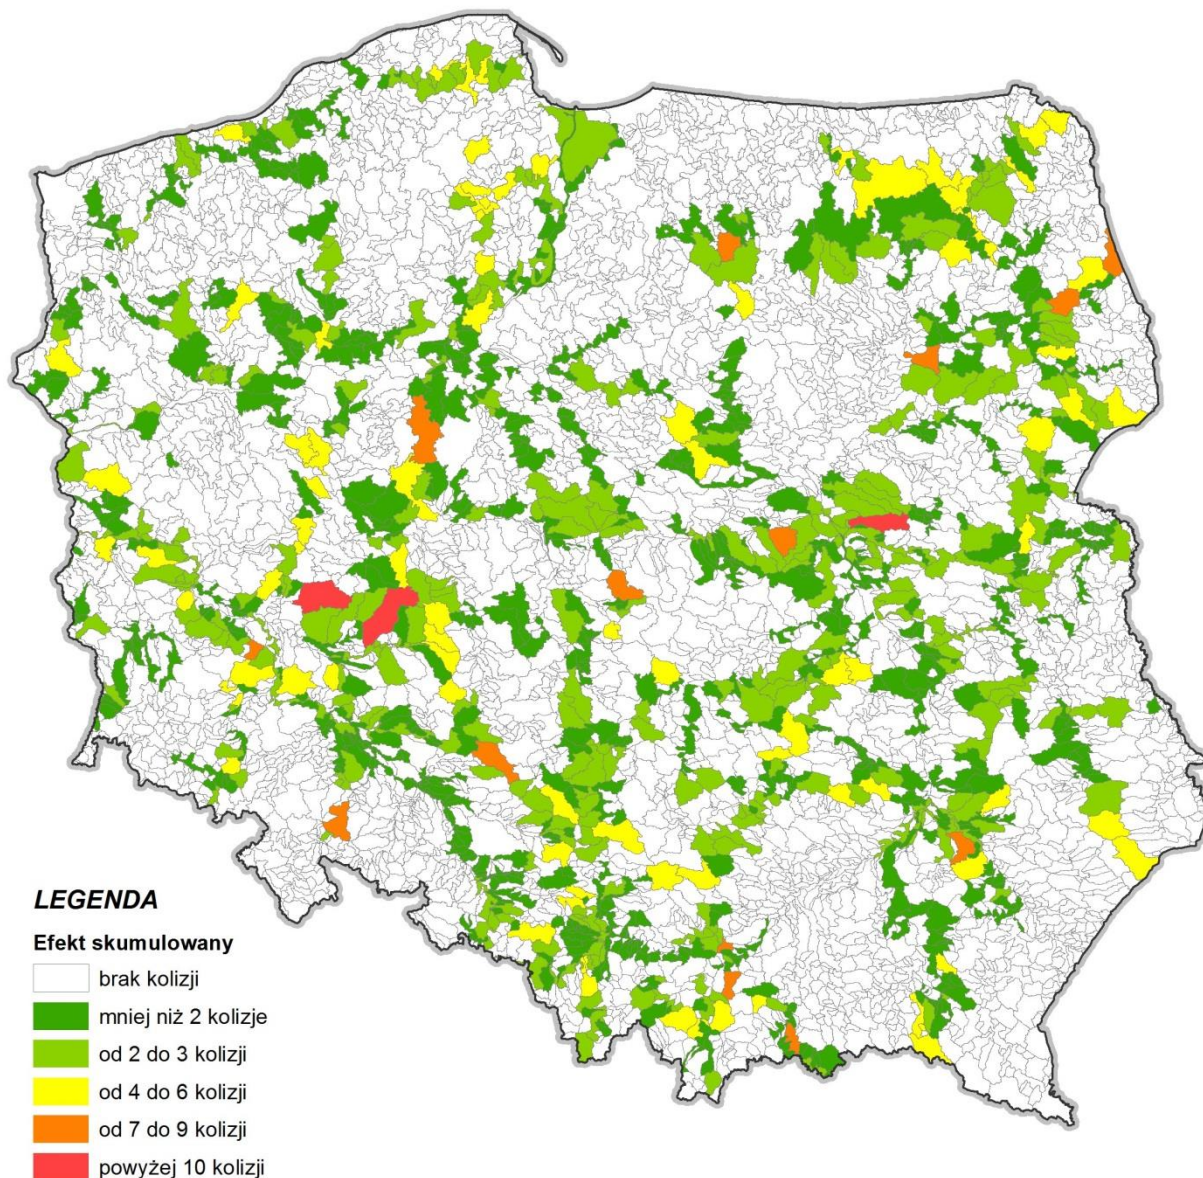 LEGENDA
Efekt skumulowany
brak kolizji
mniej niż 2 kolizje
od 2 do 3 kolizji
od 4 do 6 kolizji
od 7 do 9 kolizji
powyżej 10 kolizji